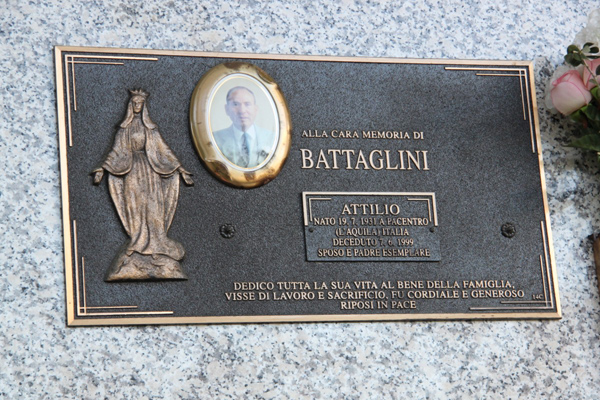 ALLA CARA MEMORIA DI
BATTAGLINI
ATTILIO
NATO 19. 7. 1931 A PACENTRO
(L'AQUILA) ITALIA
DECEDUTO 7. 6. 1999
SPOSO E PADRE ESEMPLARE
DEDICO TUTTA LA SUA VITA AL BENE DELLA FAMIGLIA,
VISSE DI LAVORO E SACRIFICIO, FU CORDIALE E GENEROSO
RIPOSI IN PACE